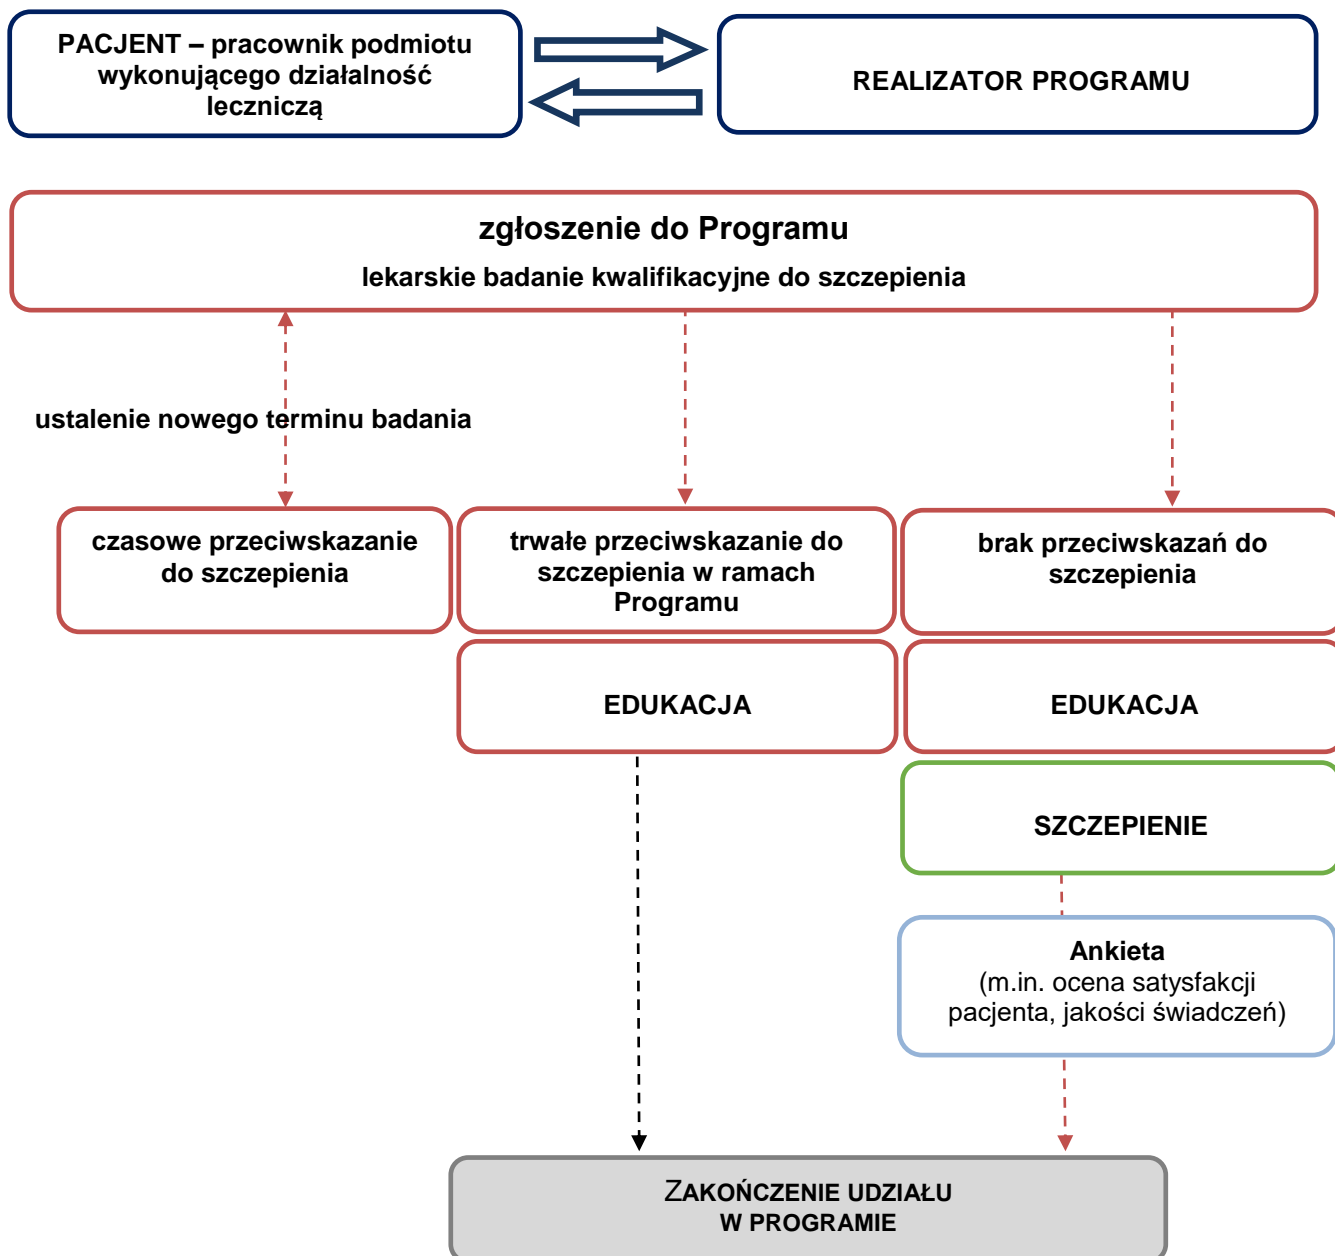 PACJENT – pracownik podmiotu
wykonującego działalność
leczniczą
REALIZATOR PROGRAMU
zgłoszenie do Programu
lekarskie badanie kwalifikacyjne do szczepienia
ustalenie nowego terminu badania
czasowe przeciwskazanie
do szczepienia
trwałe przeciwskazanie do
szczepienia w ramach
Programu
brak przeciwskazań do
szczepienia
EDUKACJA
EDUKACJA
SZCZEPIENIE
Ankieta
(m.in. ocena satysfakcji
pacjenta, jakości świadczeń)
ZAKOŃCZENIE UDZIAŁU
W PROGRAMIE